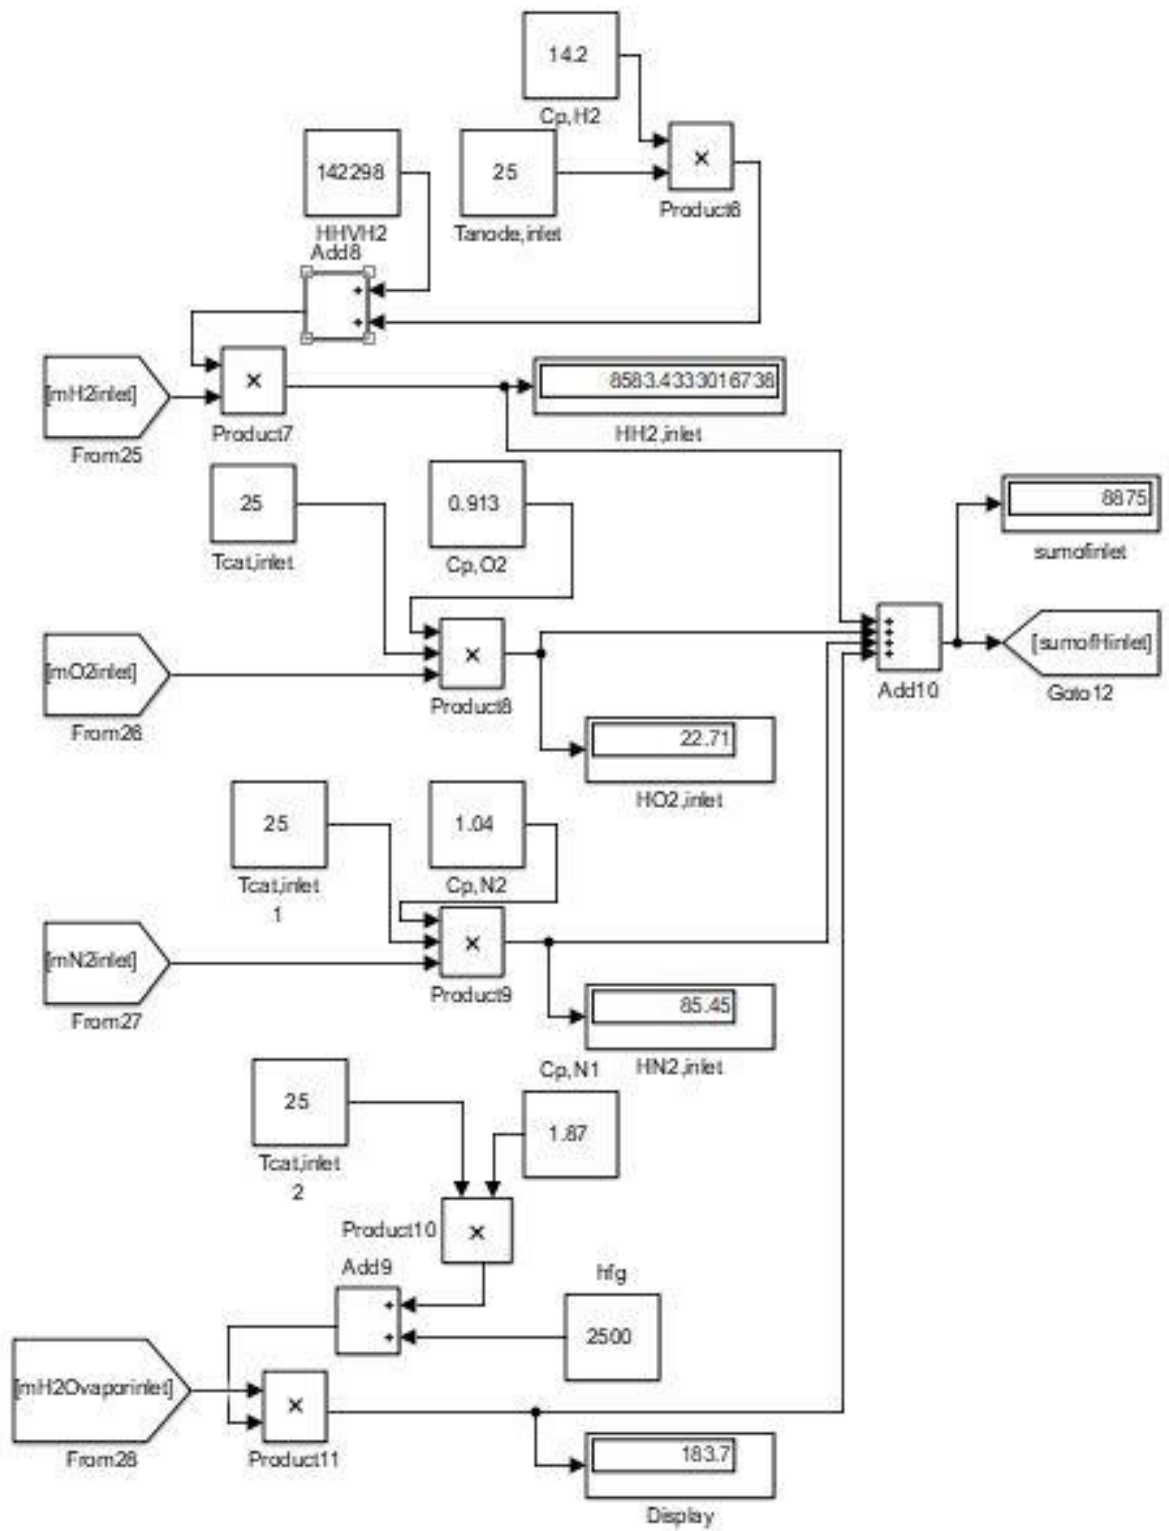 14.2
Cp,H2
142298
HHVH2
25
Tanode,inlet
×
Product6
Add8
+
+
[mH2inlet]
From25
×
Product7
8583.4333016738
HH2,inlet
25
Tcat,inlet
0.913
Cp,O2
8875
sumofinlet
[mO2inlet]
From26
×
Product8
+
+
+
+
Add10
[sumofHinlet]
Goto12
22.71
HO2,inlet
25
Tcat,inlet
1
1.04
Cp,N2
[mN2inlet]
From27
×
Product9
85.45
HN2,inlet
25
Tcat,inlet
2
Cp,N1
1.87
Product10
×
Add9
+
+
hfg
2500
[mH2Ovaporinlet]
From28
×
Product11
183.7
Display